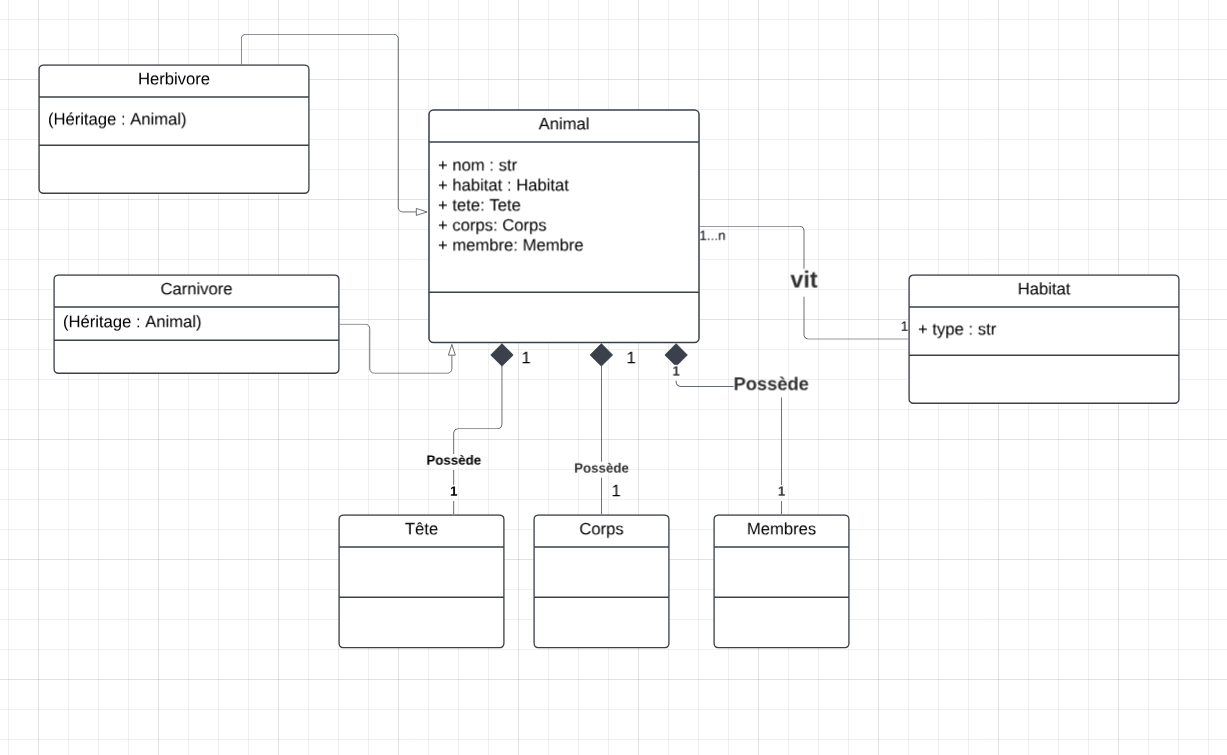 Herbivore
(Héritage : Animal)
Animal
+ nom : str
+ habitat : Habitat
+ tete: Tete
+ corps: Corps
+ membre: Membre
1...n
vit
Carnivore
(Héritage : Animal)
Habitat
1
+ type : str
1
1
1
Possède
Possède
1
Possède
1
1
Tête
Corps
Membres